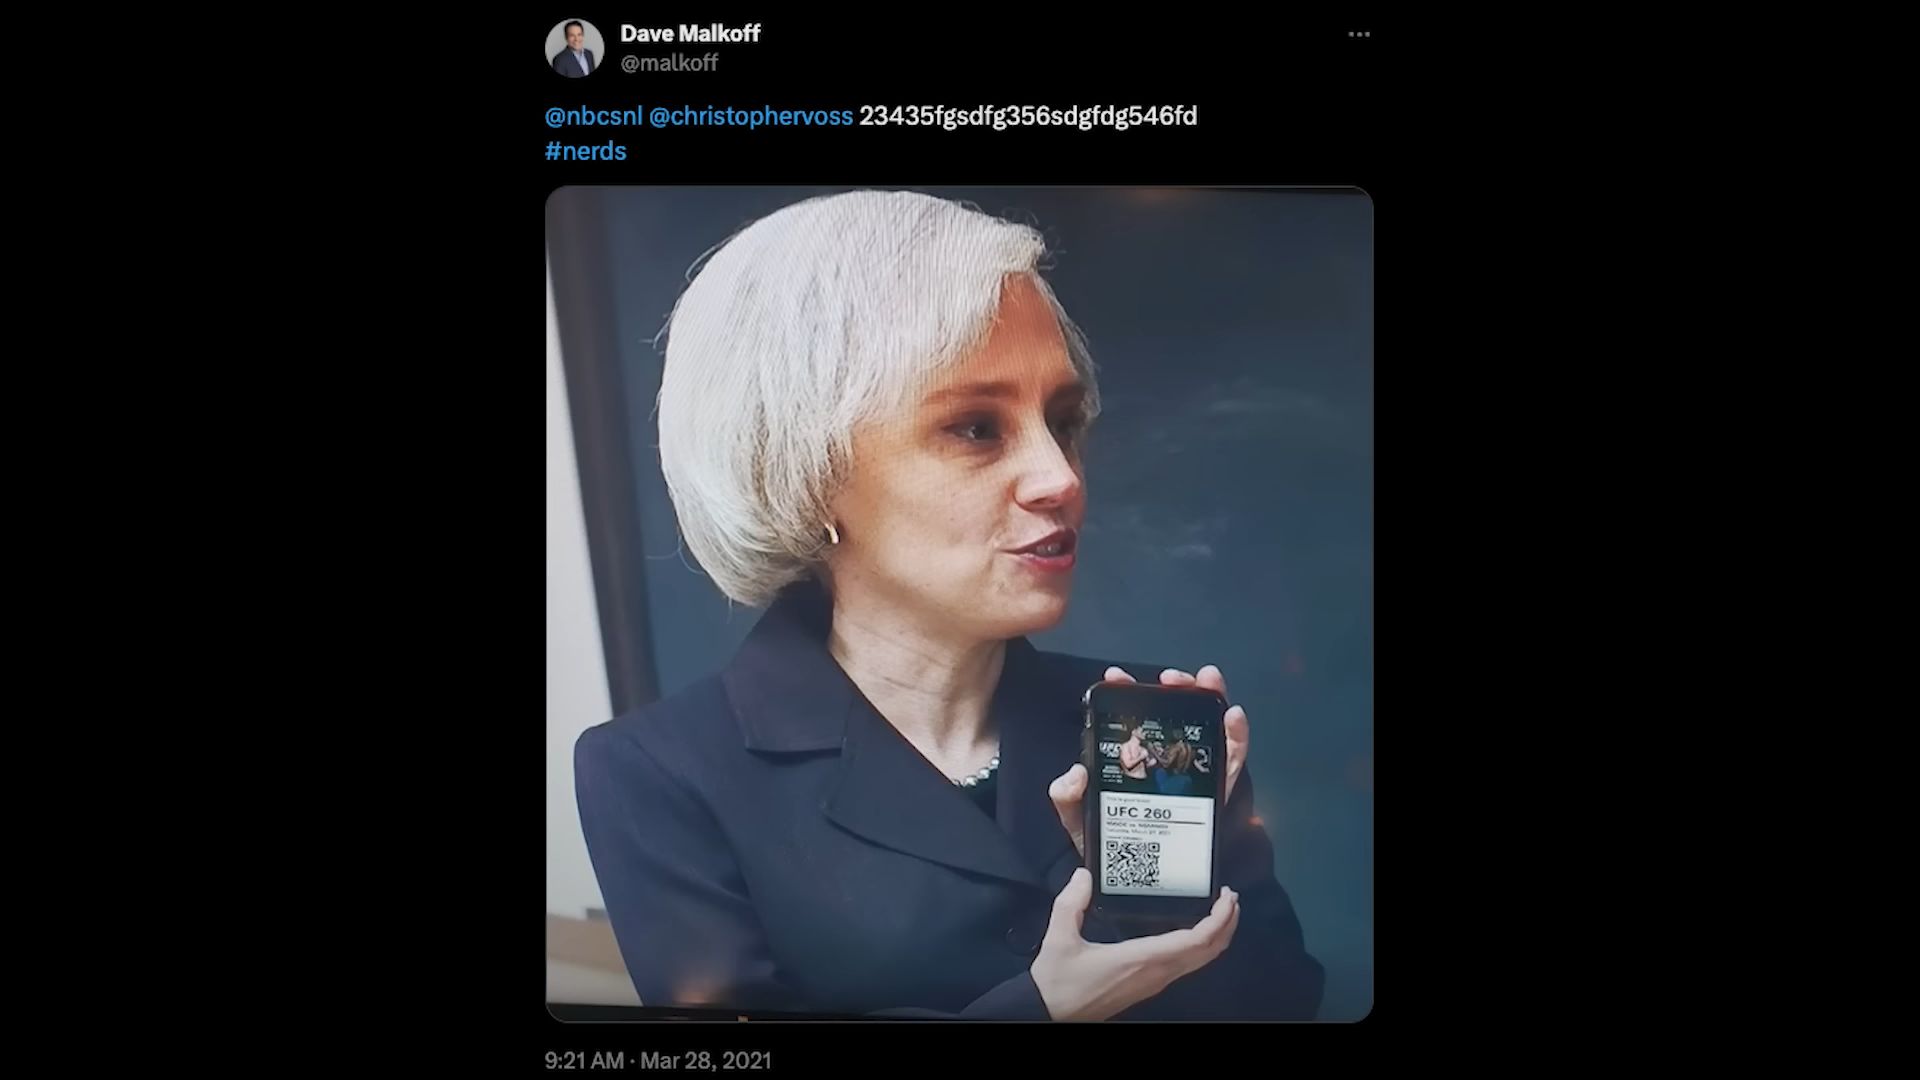 Dave Malkoff
@malkoff
@nbcsnl @christophervoss 23435fgsdfg356sdgfdg546fd
#nerds
UFC 260
9:21 AM · Mar 28, 2021